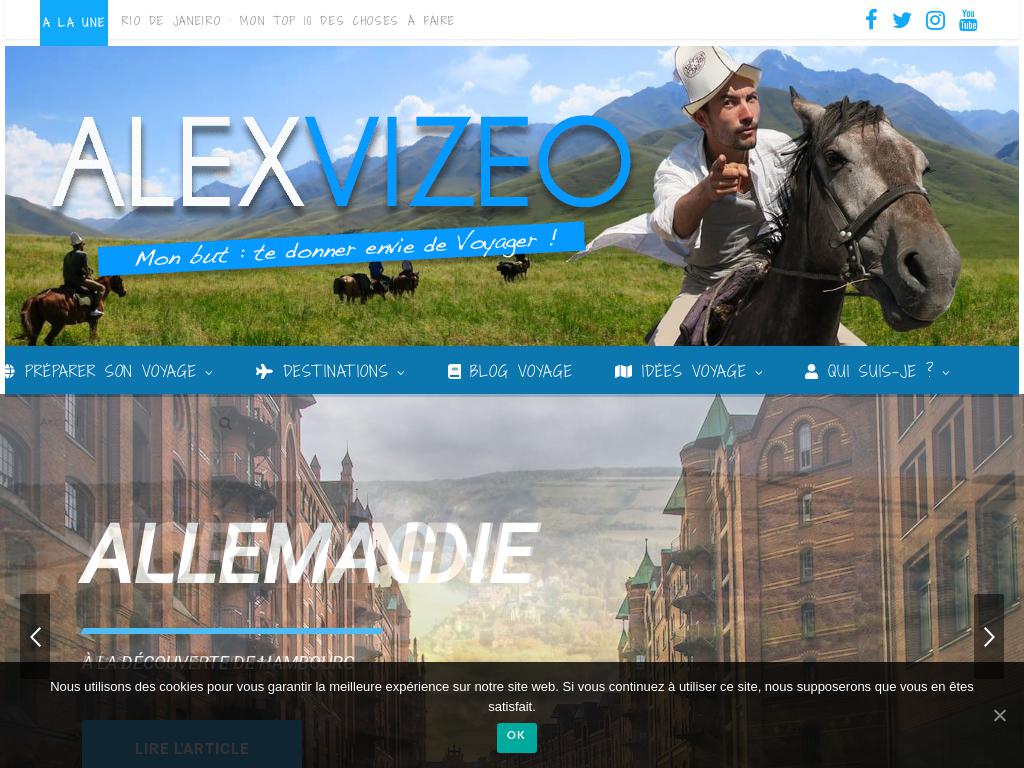 A LA UNE
RIO DE JANEIRO : MON TOP 10 DES CHOSES À FAIRE
You
Tube
ALEXVIZEO
Mon but : te donner envie de Voyager !
PRÉPARER SON VOYAGE
DESTINATIONS
BLOG VOYAGE
IDÉES VOYAGE
QUI SUIS-JE ?
À LA DÉCOUVERTE DE HAMBOURG
Nous utilisons des cookies pour vous garantir la meilleure expérience sur notre site web. Si vous continuez à utiliser ce site, nous supposerons que vous en êtes
satisfait.
OK
LIRE L'ARTICLE